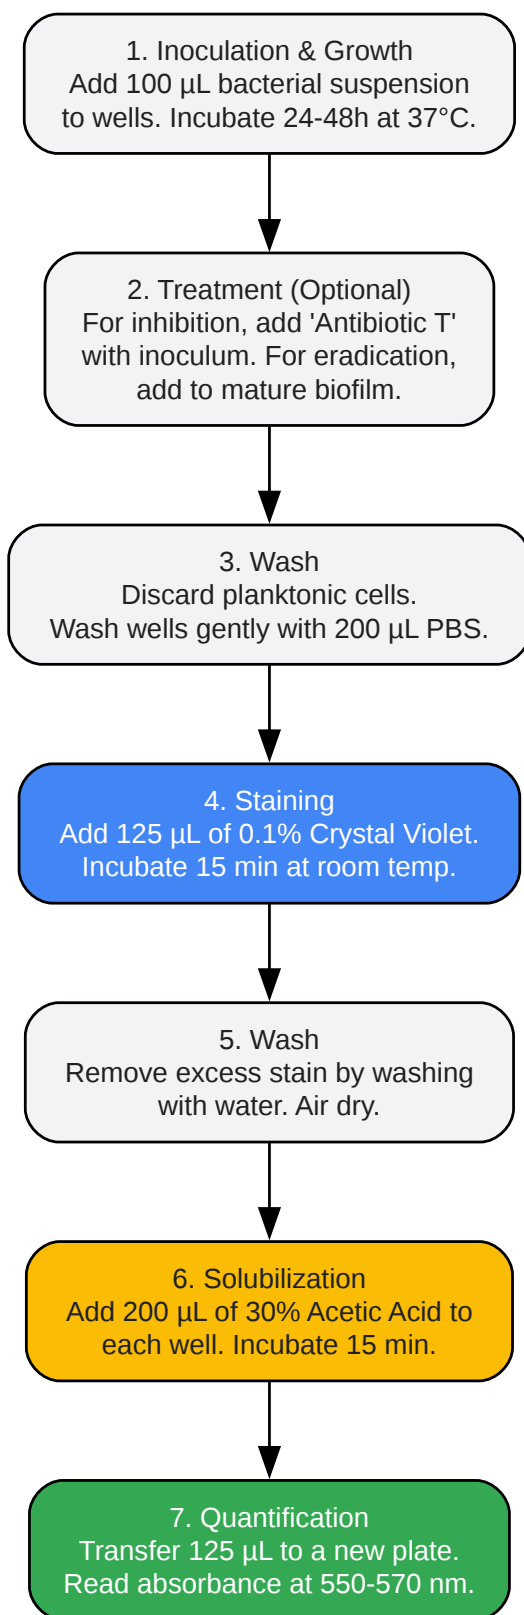 1. Inoculation & Growth
Add 100 µL bacterial suspension
to wells. Incubate 24-48h at 37°C.
2. Treatment (Optional)
For inhibition, add 'Antibiotic T'
with inoculum. For eradication,
add to mature biofilm.
3. Wash
Discard planktonic cells.
Wash wells gently with 200 µL PBS.
4. Staining
Add 125 µL of 0.1% Crystal Violet.
Incubate 15 min at room temp.
5. Wash
Remove excess stain by washing
with water. Air dry.
6. Solubilization
Add 200 µL of 30% Acetic Acid to
each well. Incubate 15 min.
7. Quantification
Transfer 125 µL to a new plate.
Read absorbance at 550-570 nm.